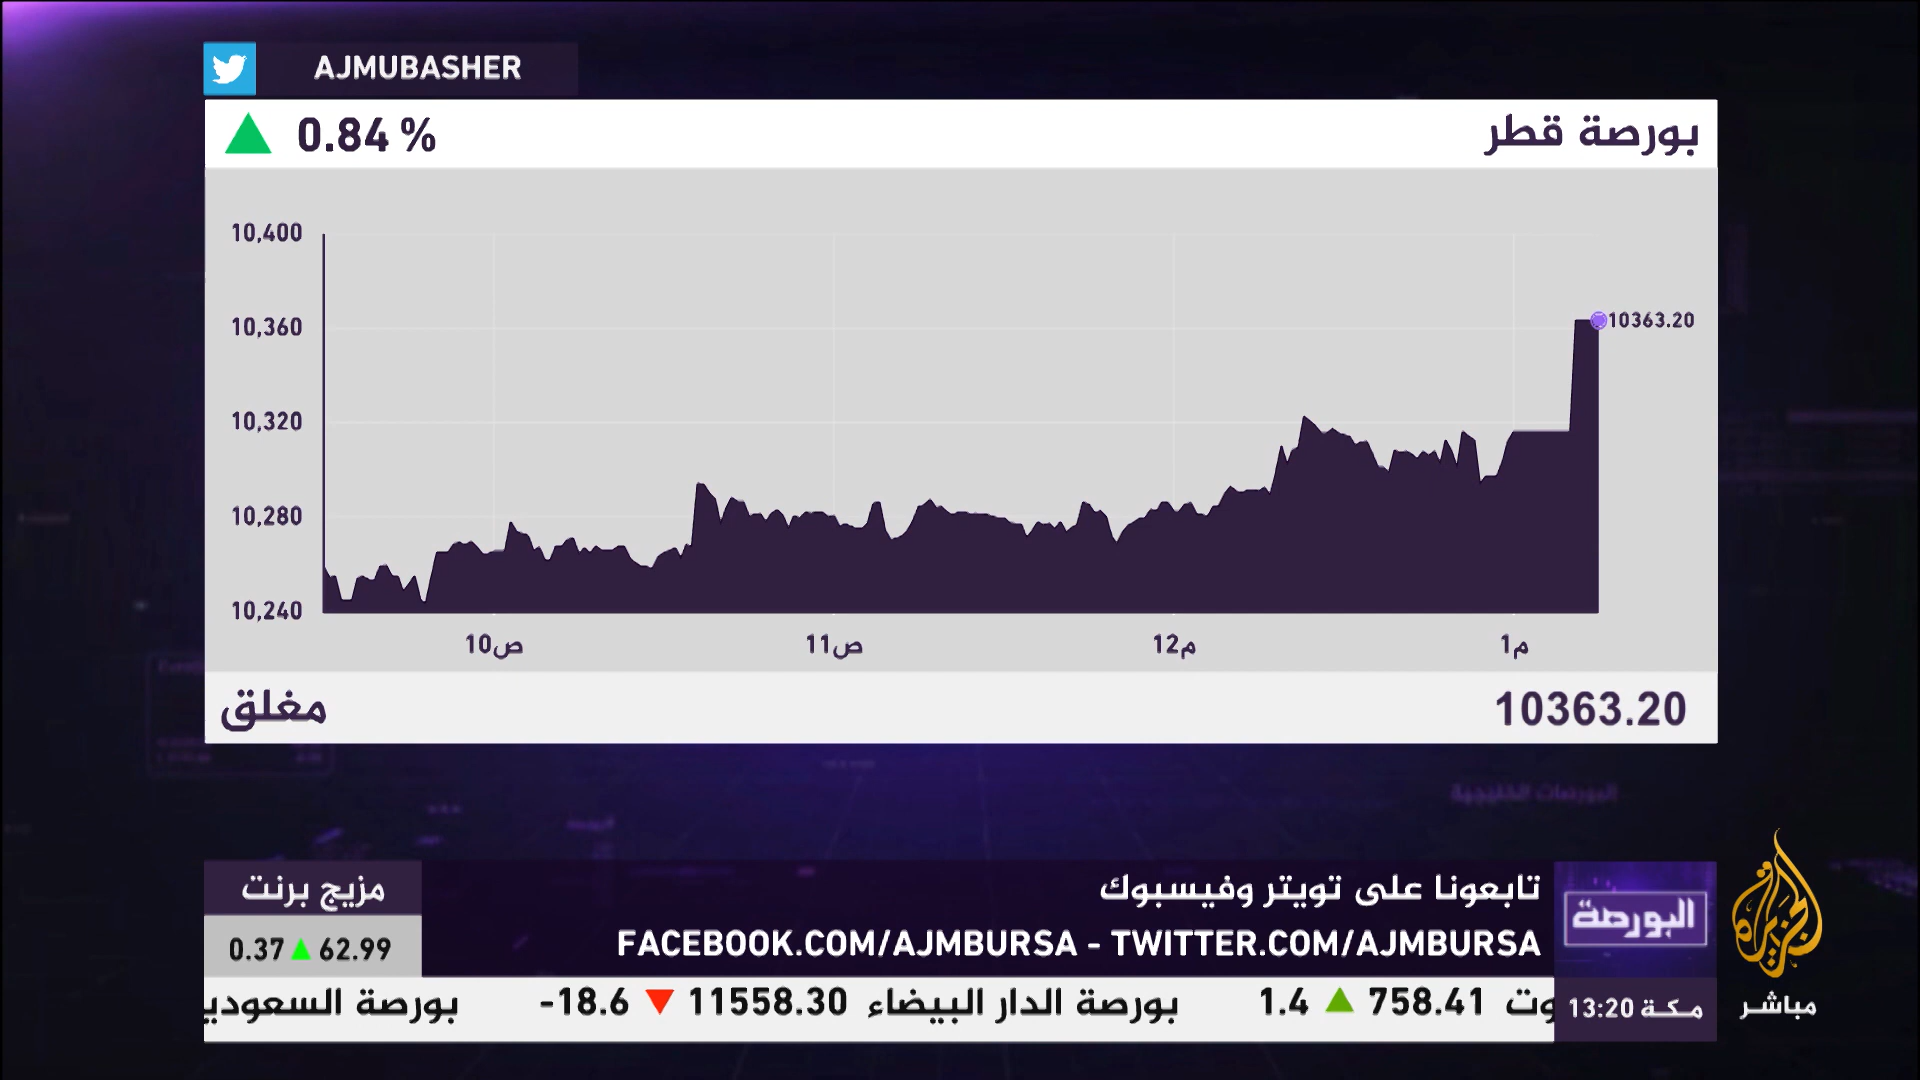 AJMUBASHER
بورصة قطر
0.84 %
10,400
10,360
10363.20
10,320
10,280
10,240
10ص
11ص
12م
1م
10363.20
مغلق
تابعونا على تويتر وفيسبوك
FACEBOOK.COM/AJMBURSA - TWITTER.COM/AJMBURSA
البورصة
مزيج برنت
0.37 62.99
وت 758.41 1.4 بورصة الدار البيضاء 11558.30 -18.6 بورصة السعودي
مكة 13:20
الجزيرة
مباشر